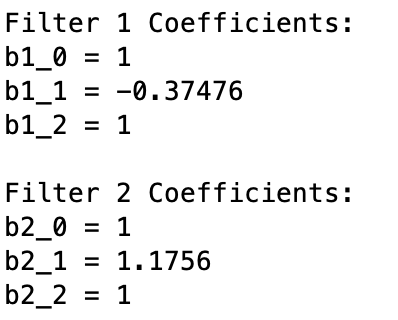 Filter 1 Coefficients:
b1_0 = 1
b1_1 = -0.37476
b1_2 = 1
Filter 2 Coefficients:
b2_0 = 1
b2_1 = 1.1756
b2_2 = 1